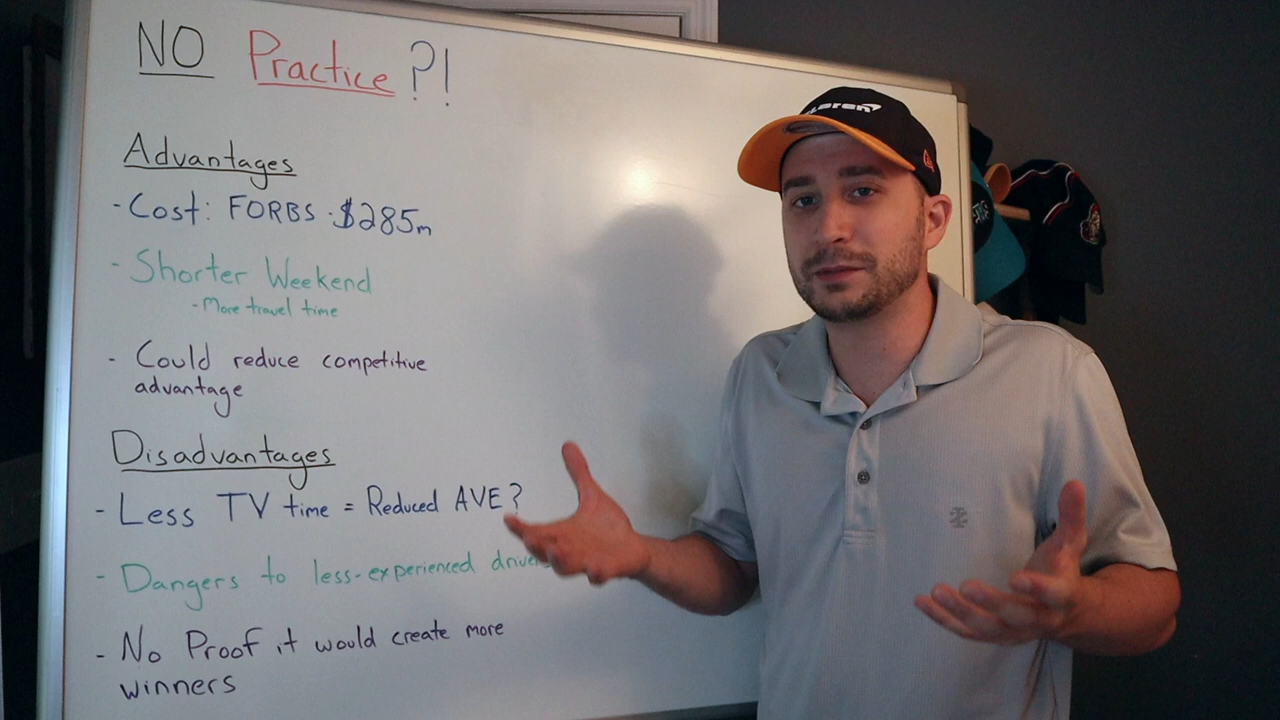 NO Practice?!
Advantages
- Cost: FORBS - $285m
- Shorter Weekend
- More travel time
- Could reduce competitive
advantage
Disadvantages
- Less TV time = Reduced AVE?
- Dangers to less-experienced
- No Proof it would create more
winners